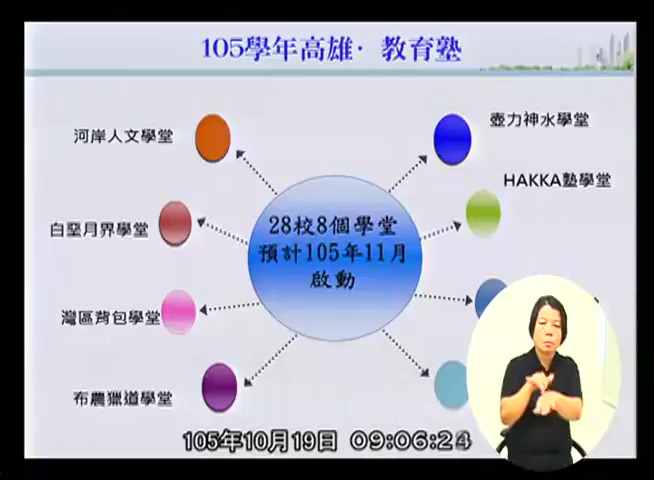 105學年高雄‧教育塾
河岸人文學堂
壺力神水學堂
白堊月界學堂
28校8個學堂
預計105年11月
啟動
HAKKA塾學堂
灣區背包學堂
布農獵道學堂
105年10月19日 09:06:24